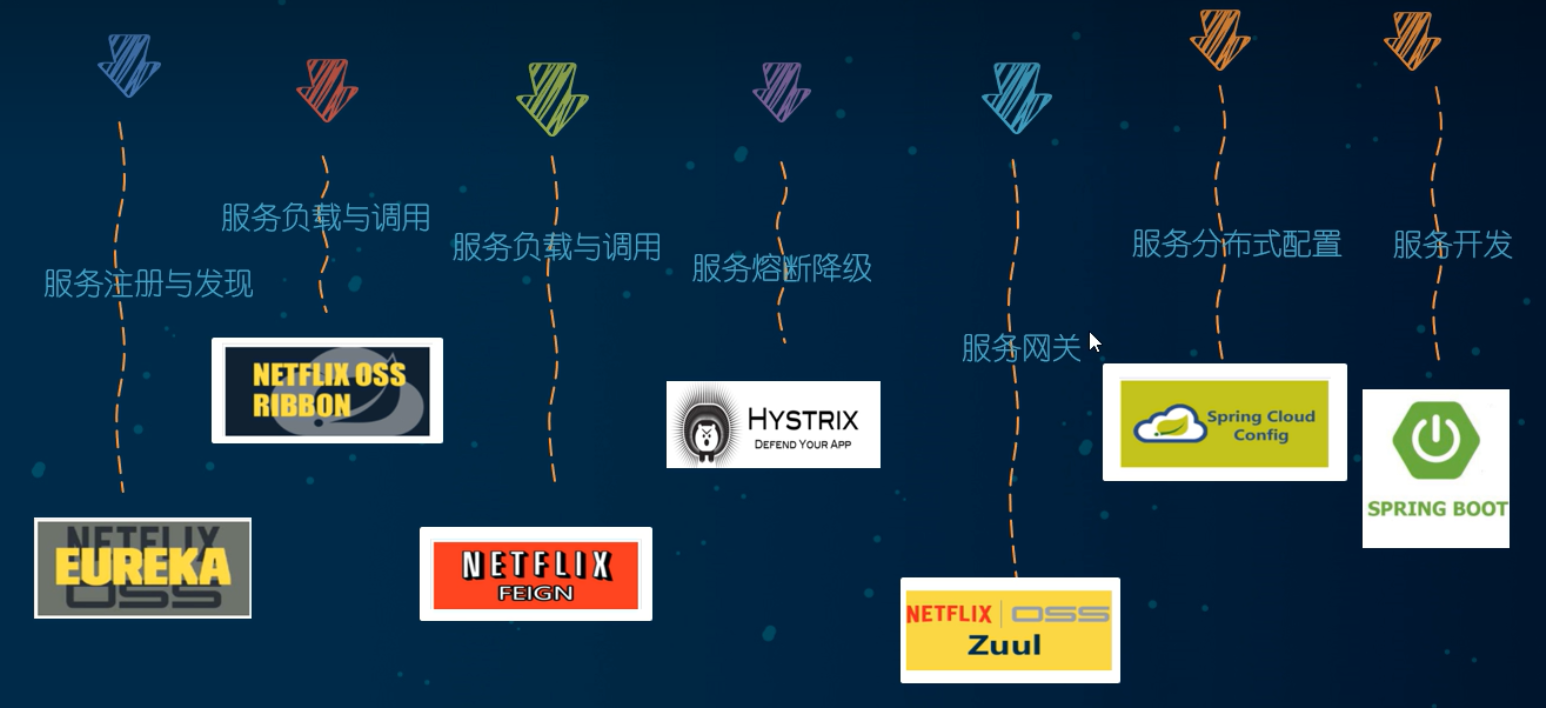 服务注册与发现
NETFLIX
EUREKA
OSS
服务负载与调用
NETFLIX OSS
RIBBON
服务负载与调用
NETFLIX
FEIGN
服务熔断降级
HYSTRIX
DEFEND YOUR APP
服务网关
NETFLIX OSS
Zuul
服务分布式配置
Spring Cloud
Config
服务开发
SPRING BOOT